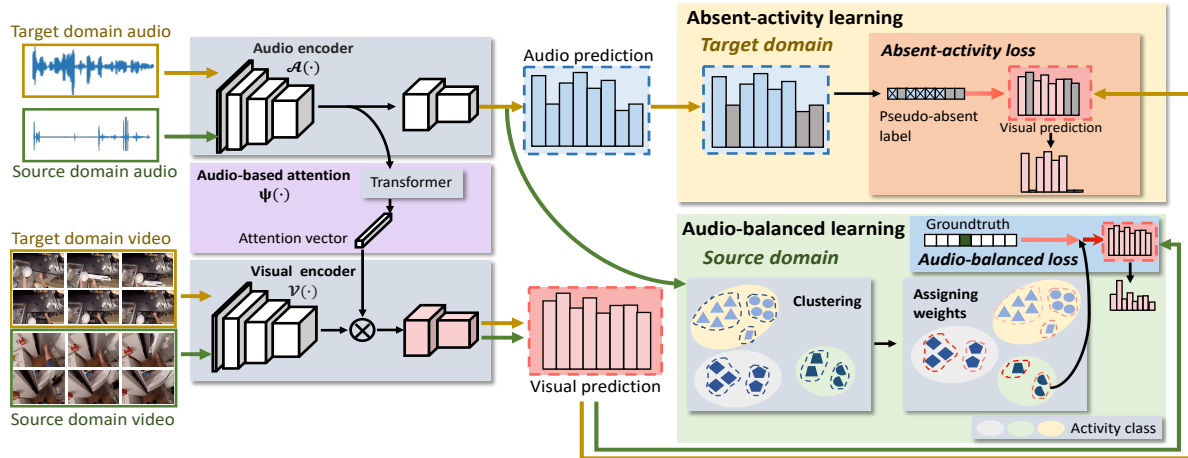 Target domain audio
Source domain audio
Target domain video
Source domain video
Audio encoder
𝒜(·)
Audio-based attention
ψ(·)
Transformer
Attention vector
Visual encoder
𝒱(·)
Audio prediction
Visual prediction
Absent-activity learning
Target domain
Absent-activity loss
Pseudo-absent
label
Visual prediction
Audio-balanced learning
Source domain
Groundtruth
Audio-balanced loss
Clustering
Assigning
weights
Activity class